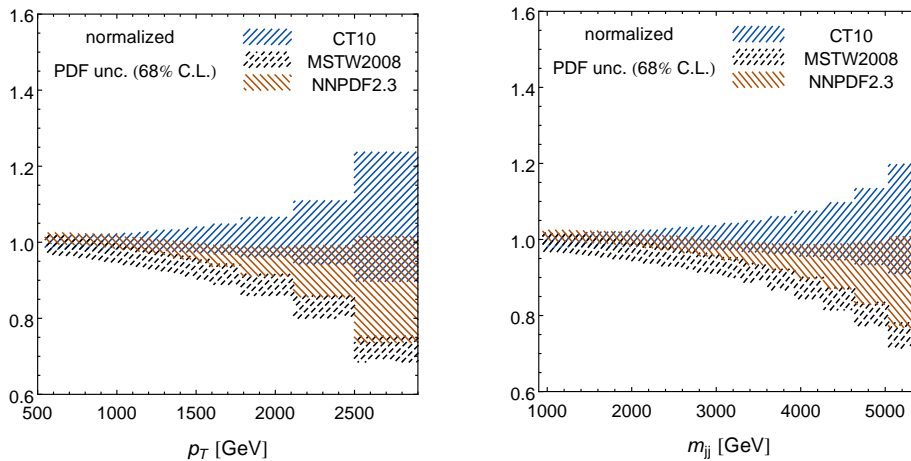 1.6
1.4
1.2
1.0
0.8
0.6
normalized
PDF unc. (68% C.L.)
CT10
MSTW2008
NNPDF2.3
500 1000 1500 2000 2500
p_T [GeV]
1.6
1.4
1.2
1.0
0.8
0.6
normalized
PDF unc. (68% C.L.)
CT10
MSTW2008
NNPDF2.3
1000 2000 3000 4000 5000
m_jj [GeV]